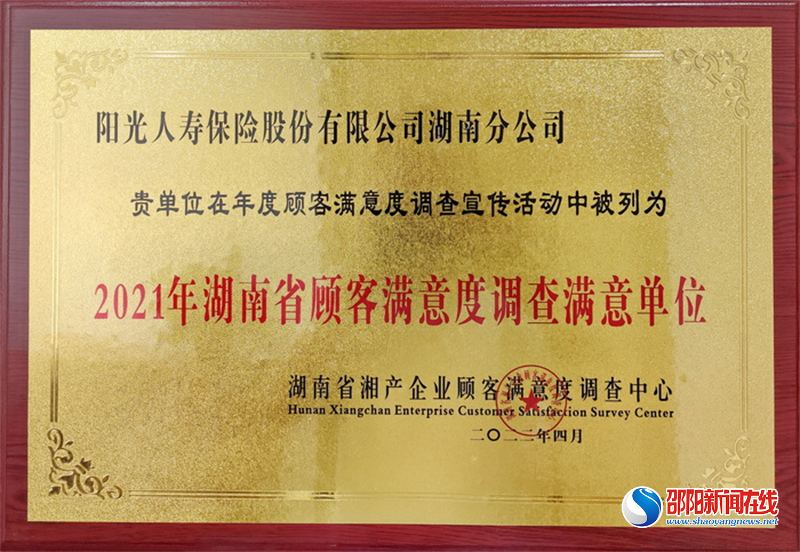 阳光人寿保险股份有限公司湖南分公司
贵单位在年度顾客满意度调查宣传活动中被列为
2021年湖南省顾客满意度调查满意单位
湖南省湘产企业顾客满意度调查中心
Hunan Xiangchan Enterprise Customer Satisfaction Survey Center
二〇二二年四月
邵阳新闻在线
www.shaoyangnews.net